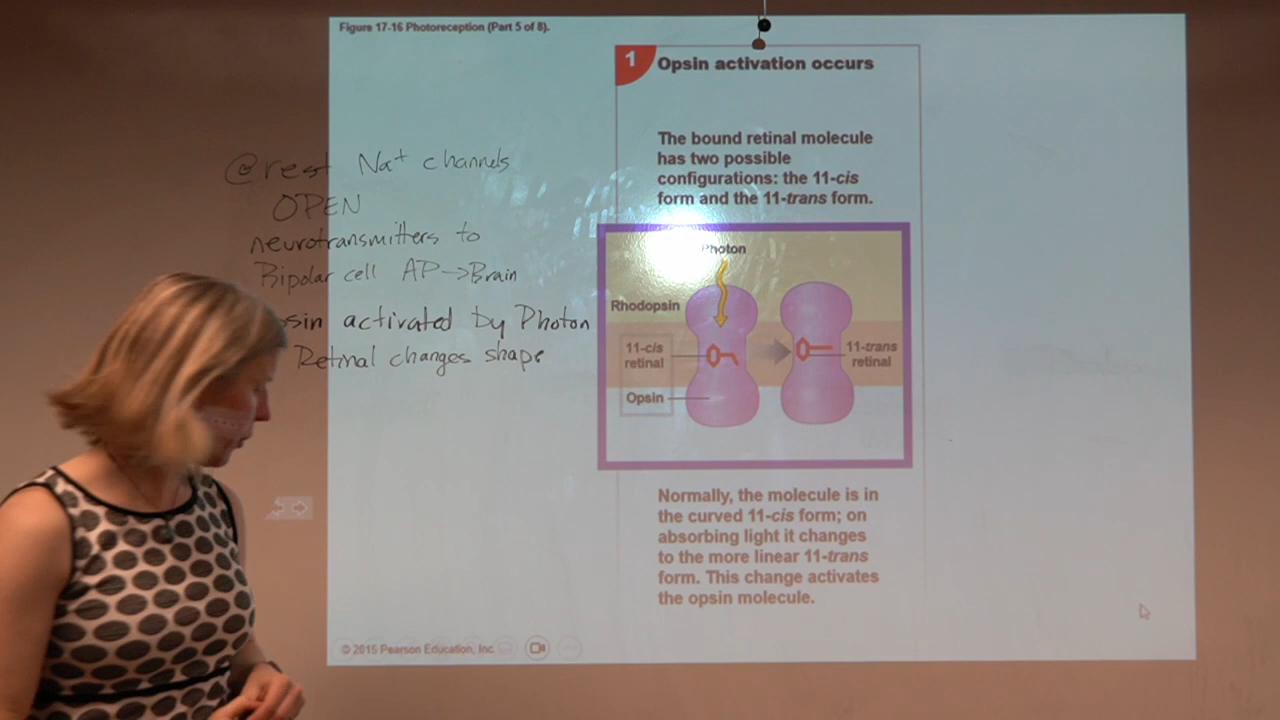 Figure 17-16 Photoreception (Part 5 of 8).
1 Opsin activation occurs
The bound retinal molecule
has two possible
configurations: the 11-cis
form and the 11-trans form.
Photon
Rhodopsin
11-cis
retinal
Opsin
11-trans
retinal
Normally, the molecule is in
the curved 11-cis form; on
absorbing light it changes
to the more linear 11-trans
form. This change activates
the opsin molecule.
© 2015 Pearson Education, Inc.
@rest Na+ channels
OPEN
neurotransmitters to
Bipolar cell AP→Brain
activated by Photon
Retinal changes shape